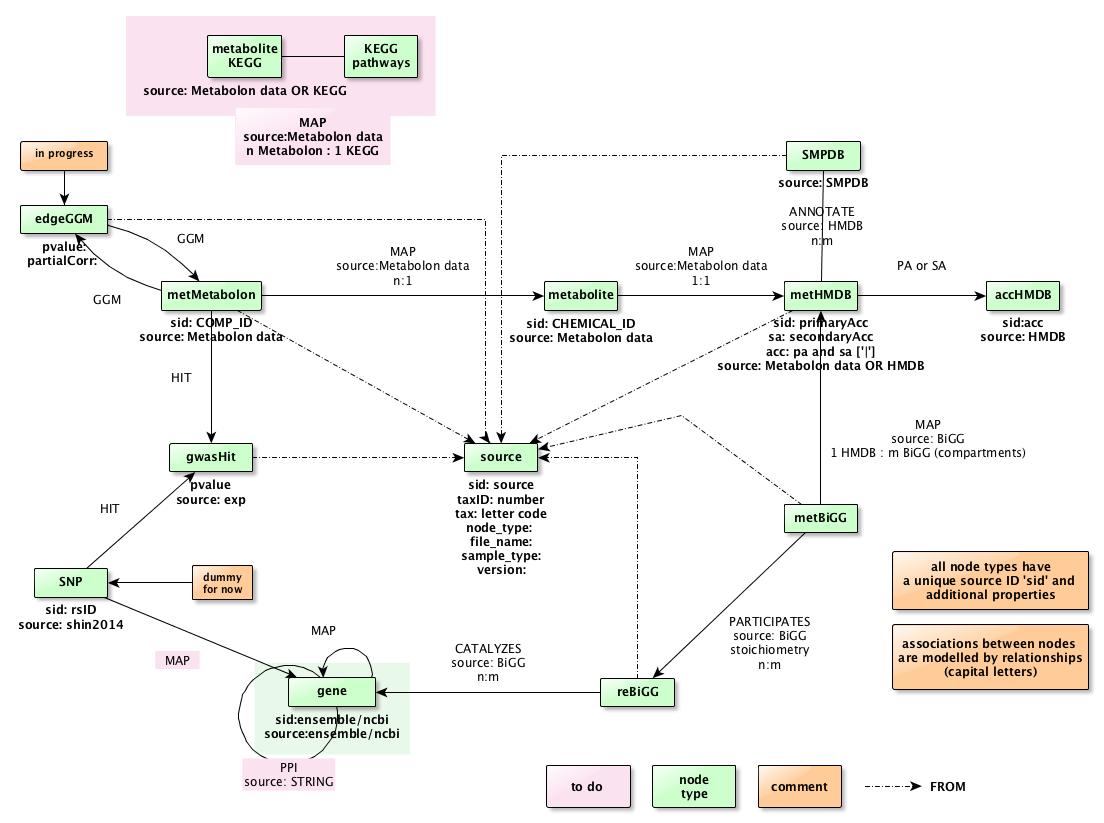 metabolite
KEGG
KEGG
pathways
source: Metabolon data OR KEGG
MAP
source:Metabolon data
n Metabolon : 1 KEGG
in progress
SMPDB
source: SMPDB
edgeGGM
pvalue:
partialCorr:
GGM
GGM
ANNOTATE
source: HMDB
n:m
MAP
source:Metabolon data
n:1
MAP
source:Metabolon data
1:1
PA or SA
metMetabolon
sid: COMP_ID
source: Metabolon data
metabolite
sid: CHEMICAL_ID
source: Metabolon data
metHMDB
sid: primaryAcc
sa: secondaryAcc
acc: pa and sa ['|']
source: Metabolon data OR HMDB
accHMDB
sid:acc
source: HMDB
HIT
MAP
source: BiGG
1 HMDB : m BiGG (compartments)
gwasHit
pvalue
source: exp
source
sid: source
taxID: number
tax: letter code
node_type:
file_name:
sample_type:
version:
HIT
metBiGG
SNP
sid: rsID
source: shin2014
dummy
for now
all node types have
a unique source ID 'sid' and
additional properties
associations between nodes
are modelled by relationships
(capital letters)
MAP
MAP
CATALYZES
source: BiGG
n:m
PARTICIPATES
source: BiGG
stoichiometry
n:m
gene
sid:ensemble/ncbi
source:ensemble/ncbi
reBiGG
PPI
source: STRING
to do
node
type
comment
FROM